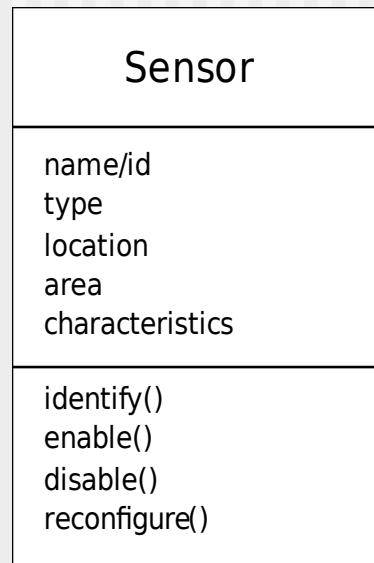 Sensor
name/id
type
location
area
characteristics
identify()
enable()
disable()
reconfigure()